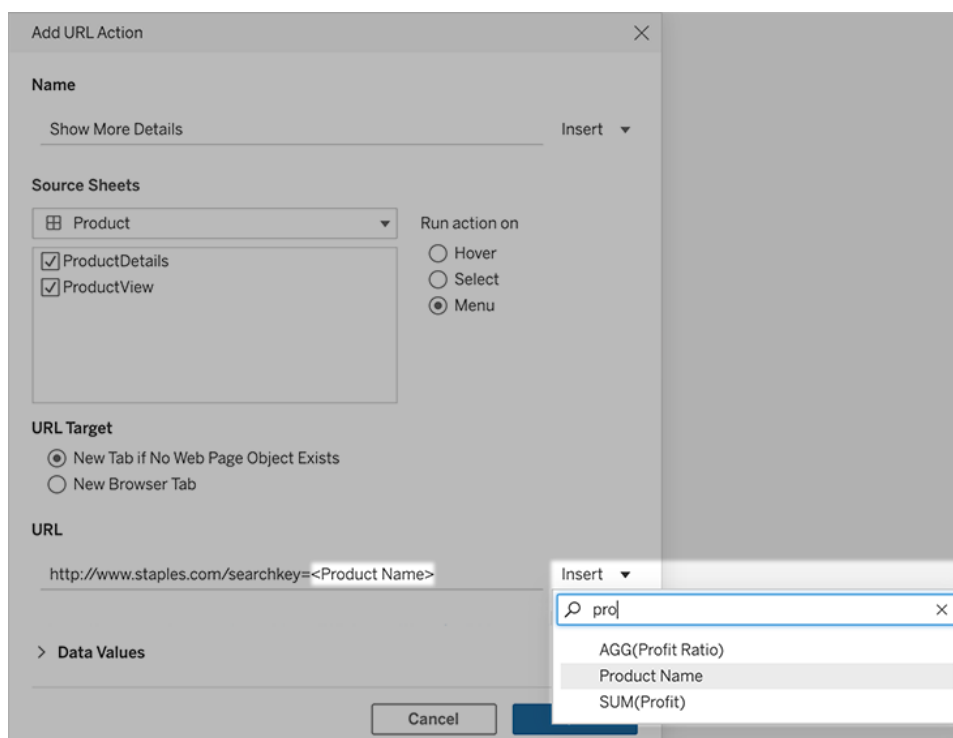 Add URL Action
Name
Show More Details Insert
Source Sheets
Product
Run action on
ProductDetails
ProductView
Hover
Select
Menu
URL Target
New Tab if No Web Page Object Exists
New Browser Tab
URL
http://www.staples.com/searchkey=<Product Name> Insert
pro
AGG(Profit Ratio)
Product Name
SUM(Profit)
Data Values
Cancel